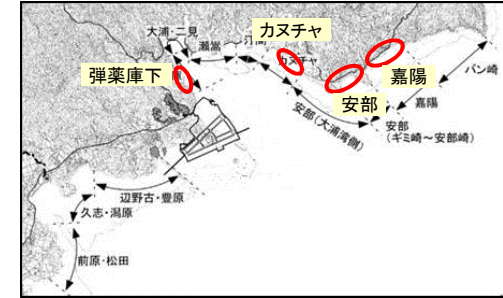 大浦・二見
瀬嵩
汀間
カヌチャ
カヌチャ
弾薬庫下
嘉陽
バン崎
安部
嘉陽
安部(大浦湾側)
安部
(ギミ崎~安部崎)
辺野古・豊原
久志・潟原
前原・松田